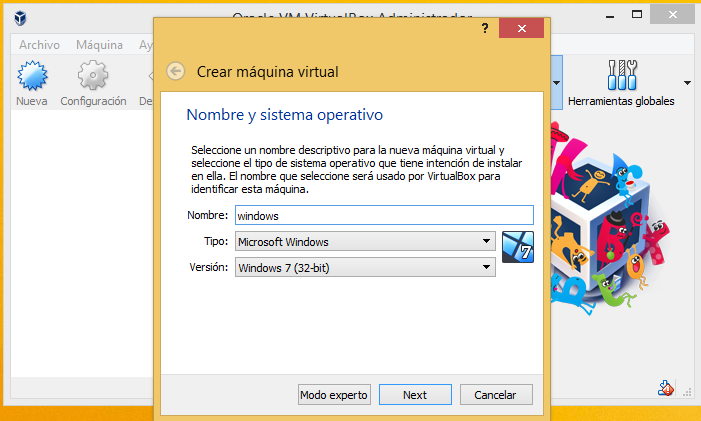 Oracle VM VirtualBox Administrador
Archivo Máquina Ay
Nueva Configuración De
Herramientas globales
?
Crear máquina virtual
Nombre y sistema operativo
Seleccione un nombre descriptivo para la nueva máquina virtual y
seleccione el tipo de sistema operativo que tiene intención de instalar
en ella. El nombre que seleccione será usado por VirtualBox para
identificar esta máquina.
Nombre: windows
Tipo: Microsoft Windows
7
Versión: Windows 7 (32-bit)
Modo experto Next Cancelar